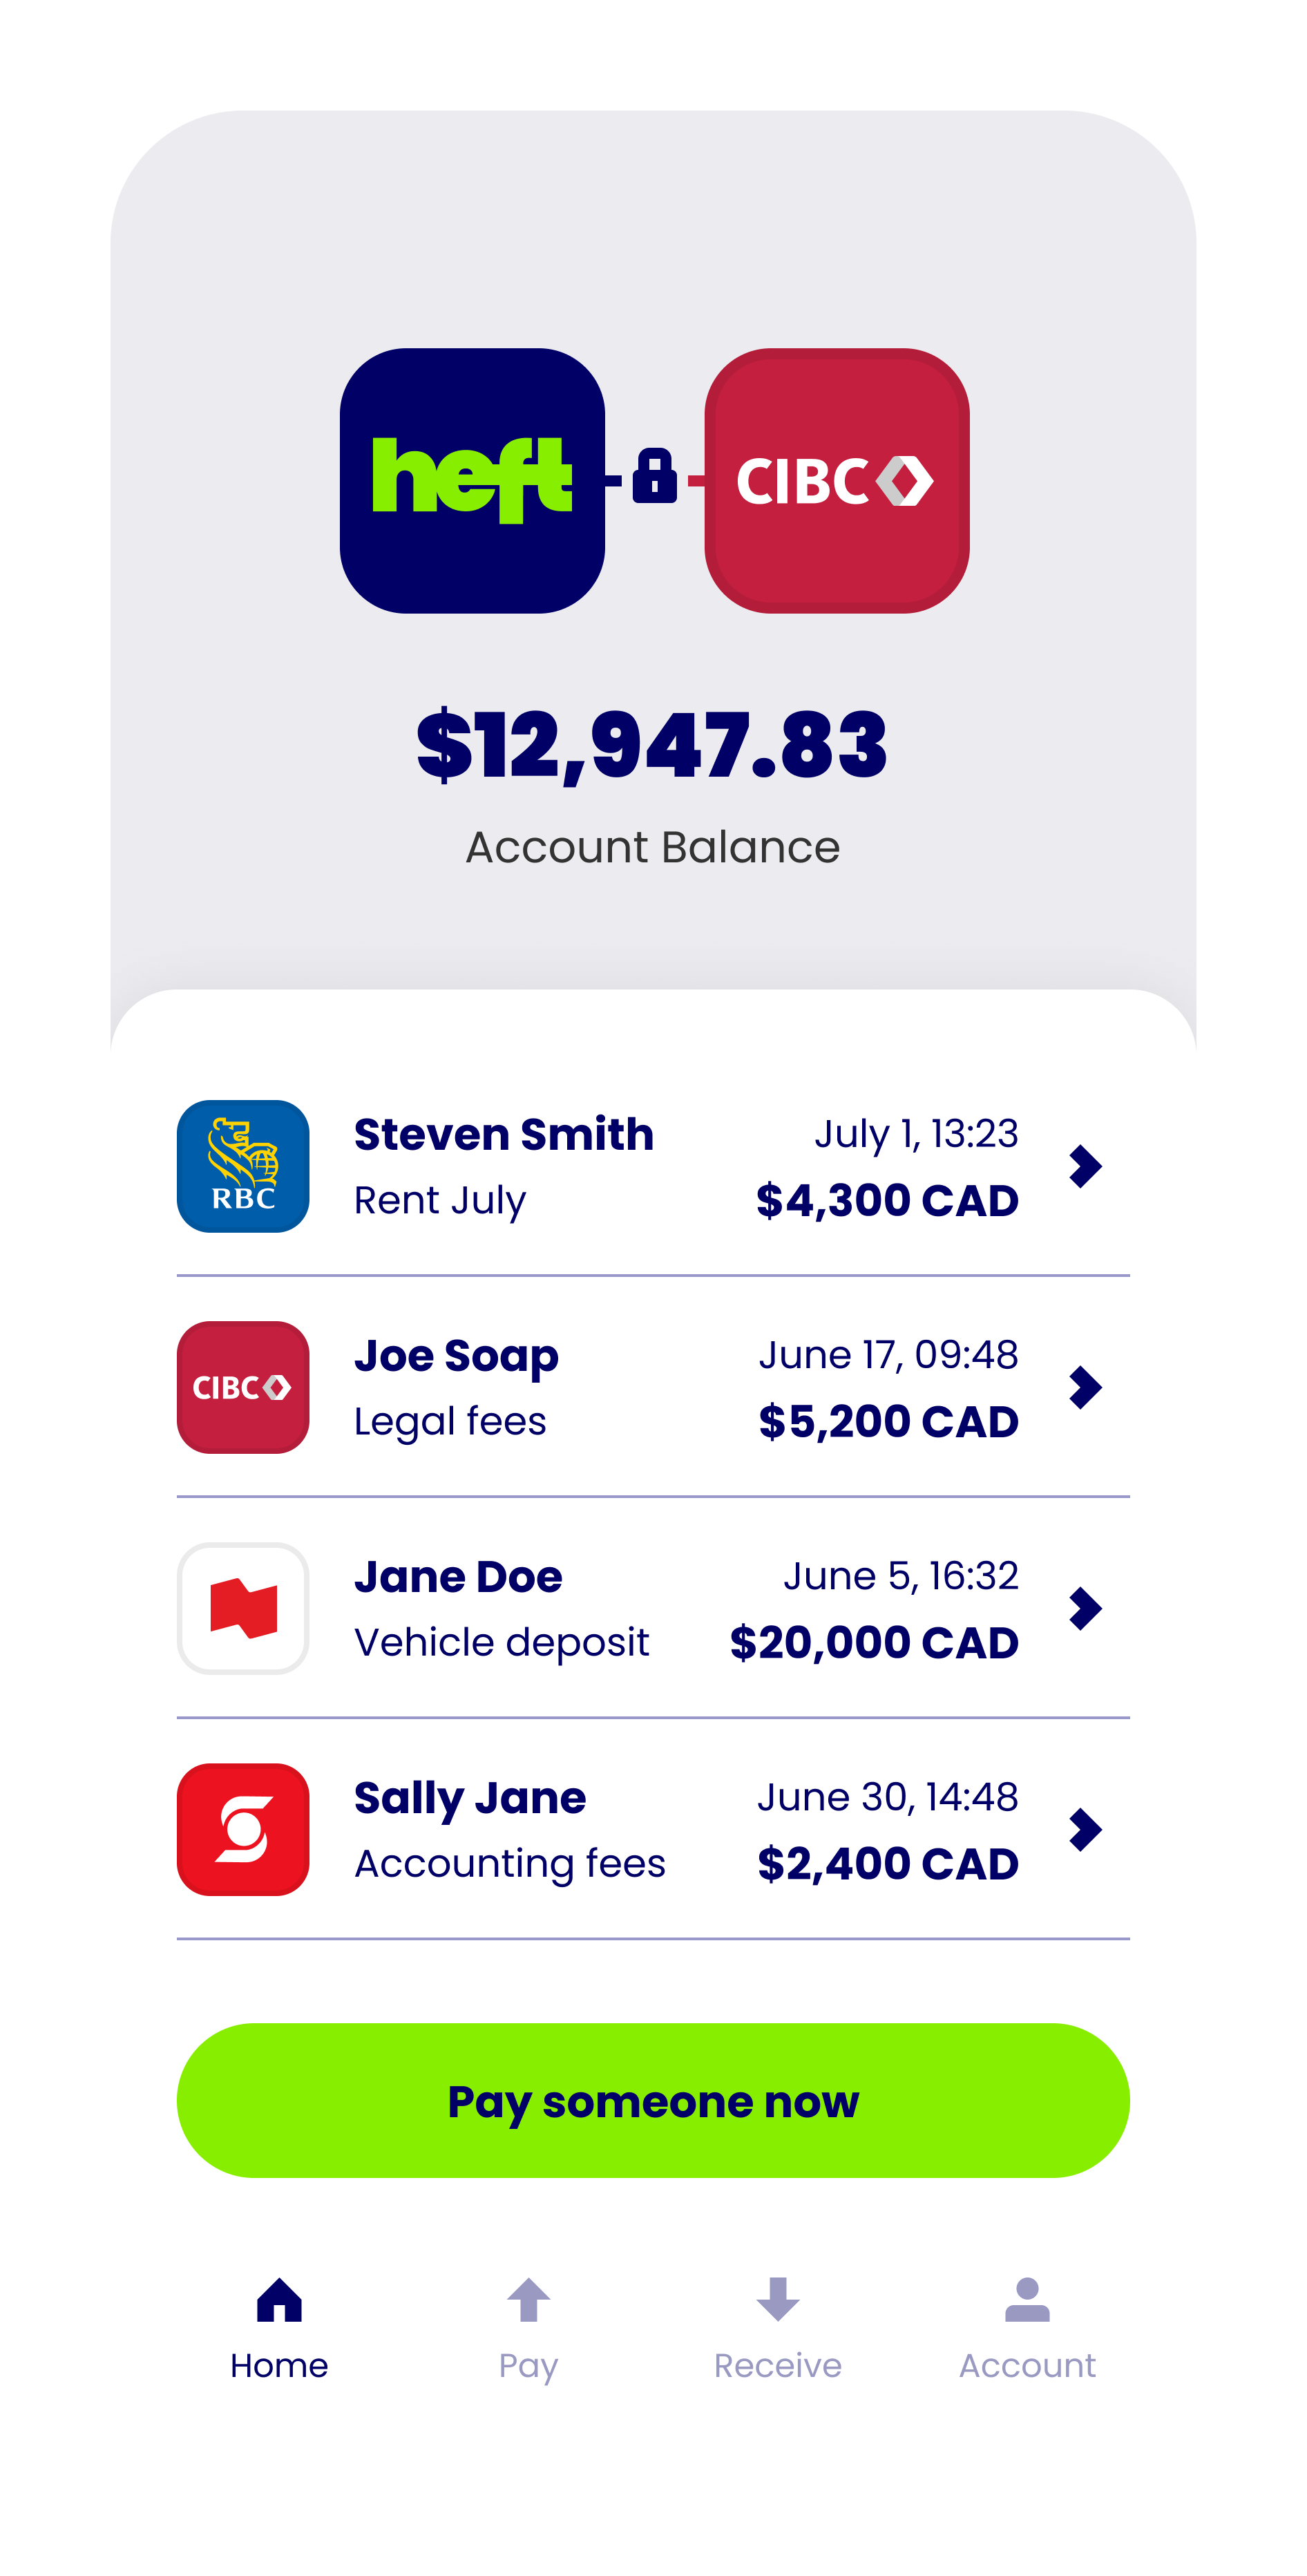 heft
CIBC
$12,947.83
Account Balance
RBC
Steven Smith
July 1, 13:23
Rent July
$4,300 CAD
CIBC
Joe Soap
June 17, 09:48
Legal fees
$5,200 CAD
Jane Doe
June 5, 16:32
Vehicle deposit
$20,000 CAD
Sally Jane
June 30, 14:48
Accounting fees
$2,400 CAD
Pay someone now
Home
Pay
Receive
Account